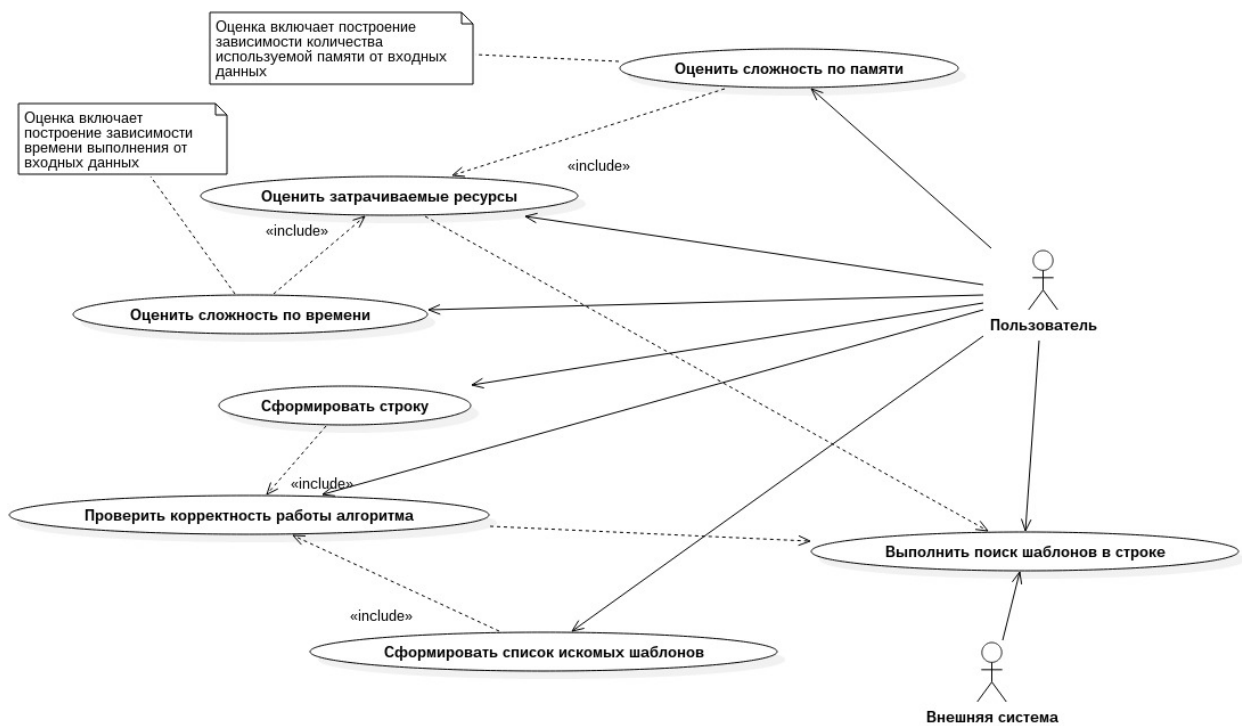 Оценка включает построение
зависимости количества
используемой памяти от входных
данных
Оценить сложность по памяти
Оценка включает
построение зависимости
времени выполнения от
входных данных
«include»
Оценить затрачиваемые ресурсы
«include»
Оценить сложность по времени
Пользователь
Сформировать строку
«include»
Проверить корректность работы алгоритма
Выполнить поиск шаблонов в строке
«include»
Сформировать список искомых шаблонов
Внешняя система